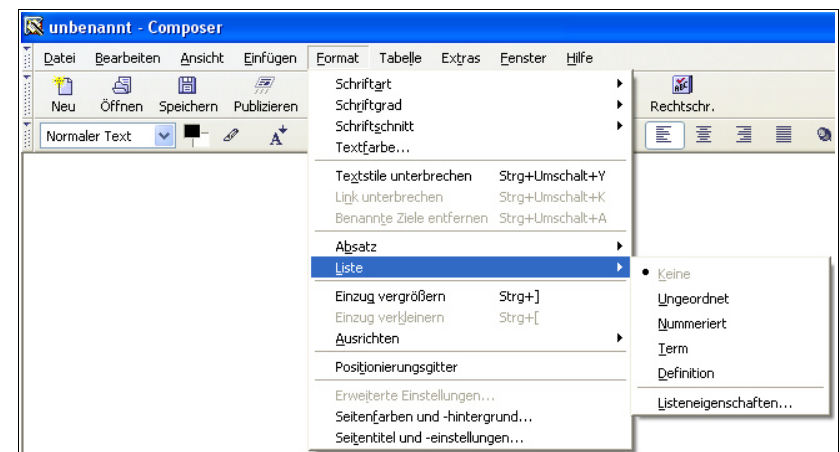 unbenannt - Composer
Datei Bearbeiten Ansicht Einfügen Format Tabelle Extras Fenster Hilfe
Neu Öffnen Speichern Publizieren Rechtschr.
Normaler Text
Schriftart
Schriftgrad
Schriftschnitt
Textfarbe...
Textstile unterbrechen Strg+Umschalt+Y
Link unterbrechen Strg+Umschalt+K
Benannte Ziele entfernen Strg+Umschalt+A
Absatz
Liste
Einzug vergrößern Strg+]
Einzug verkleinern Strg+[
Ausrichten
Positionierungsgitter
Erweiterte Einstellungen...
Seitenfarben und -hintergrund...
Seitentitel und -einstellungen...
Keine
Ungeordnet
Nummeriert
Term
Definition
Listeneigenschaften...